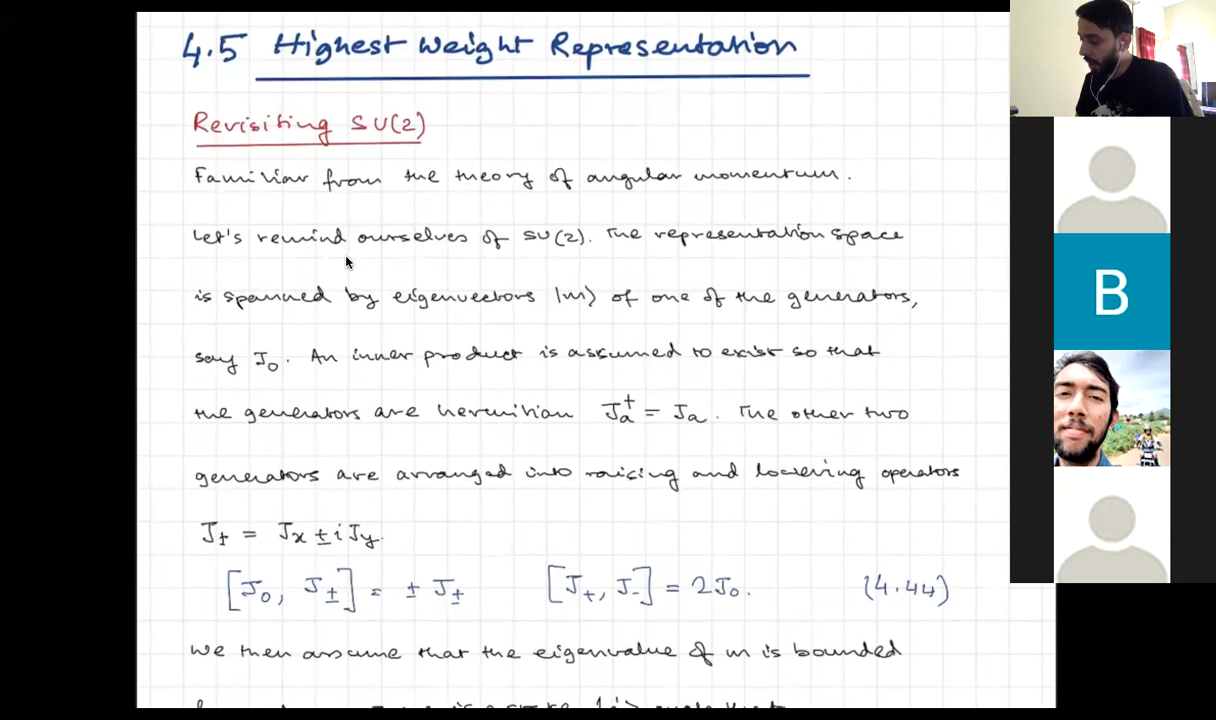 4.5 Highest Weight Representation
Revisiting SU(2)
Familiar from the theory of angular momentum.
Let's remind ourselves of SU(2). The representation space
is spanned by eigenvectors |m⟩ of one of the generators,
say J₀. An inner product is assumed to exist so that
the generators are hermitian Jₐ† = Jₐ. The other two
generators are arranged into raising and lowering operators
J± = Jx ± iJy.
[J₀, J±] = ± J±   [J₊, J₋] = 2J₀.   (4.44)
We then assume that the eigenvalue of m is bounded
B